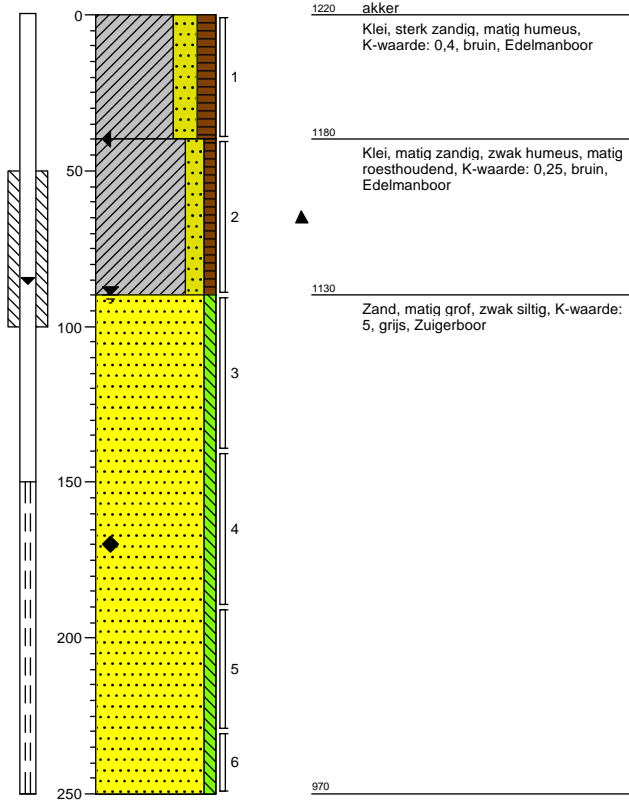 0
50
100
150
200
250
1
2
3
4
5
6
1220
akker
Klei, sterk zandig, matig humeus,
K-waarde: 0,4, bruin, Edelmanboor
1180
Klei, matig zandig, zwak humeus, matig
roesthoudend, K-waarde: 0,25, bruin,
Edelmanboor
1130
Zand, matig grof, zwak siltig, K-waarde:
5, grijs, Zuigerboor
970